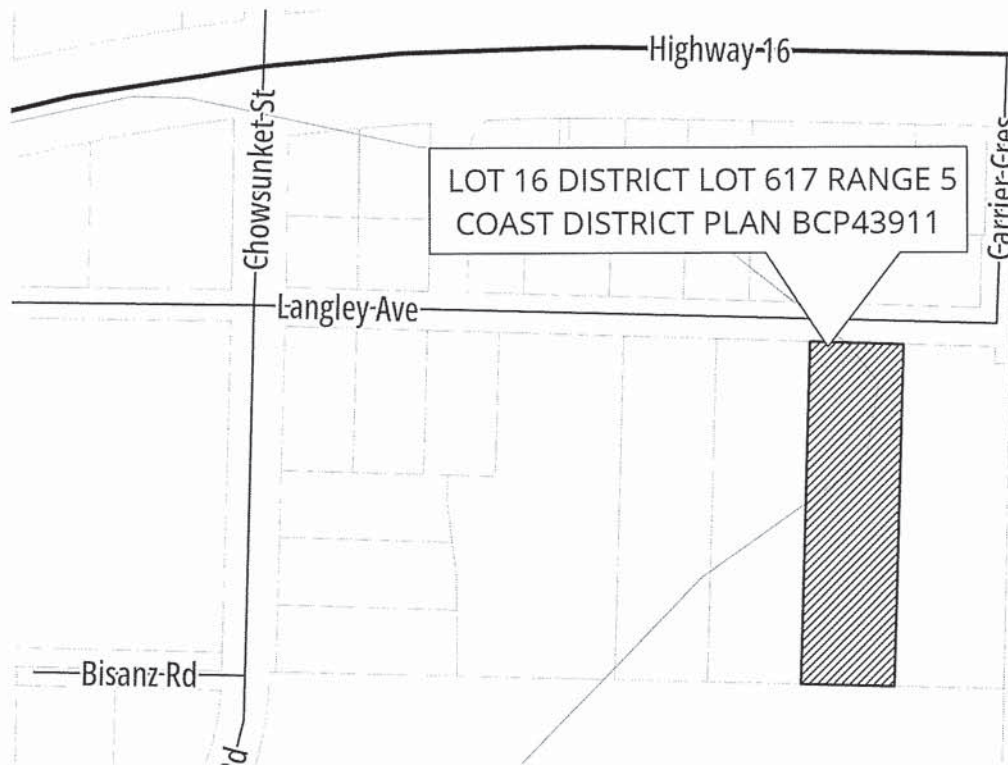 Highway 16
Chowsunket St
Carrier Cres
LOT 16 DISTRICT LOT 617 RANGE 5
COAST DISTRICT PLAN BCP43911
Langley Ave
Bisanz Rd